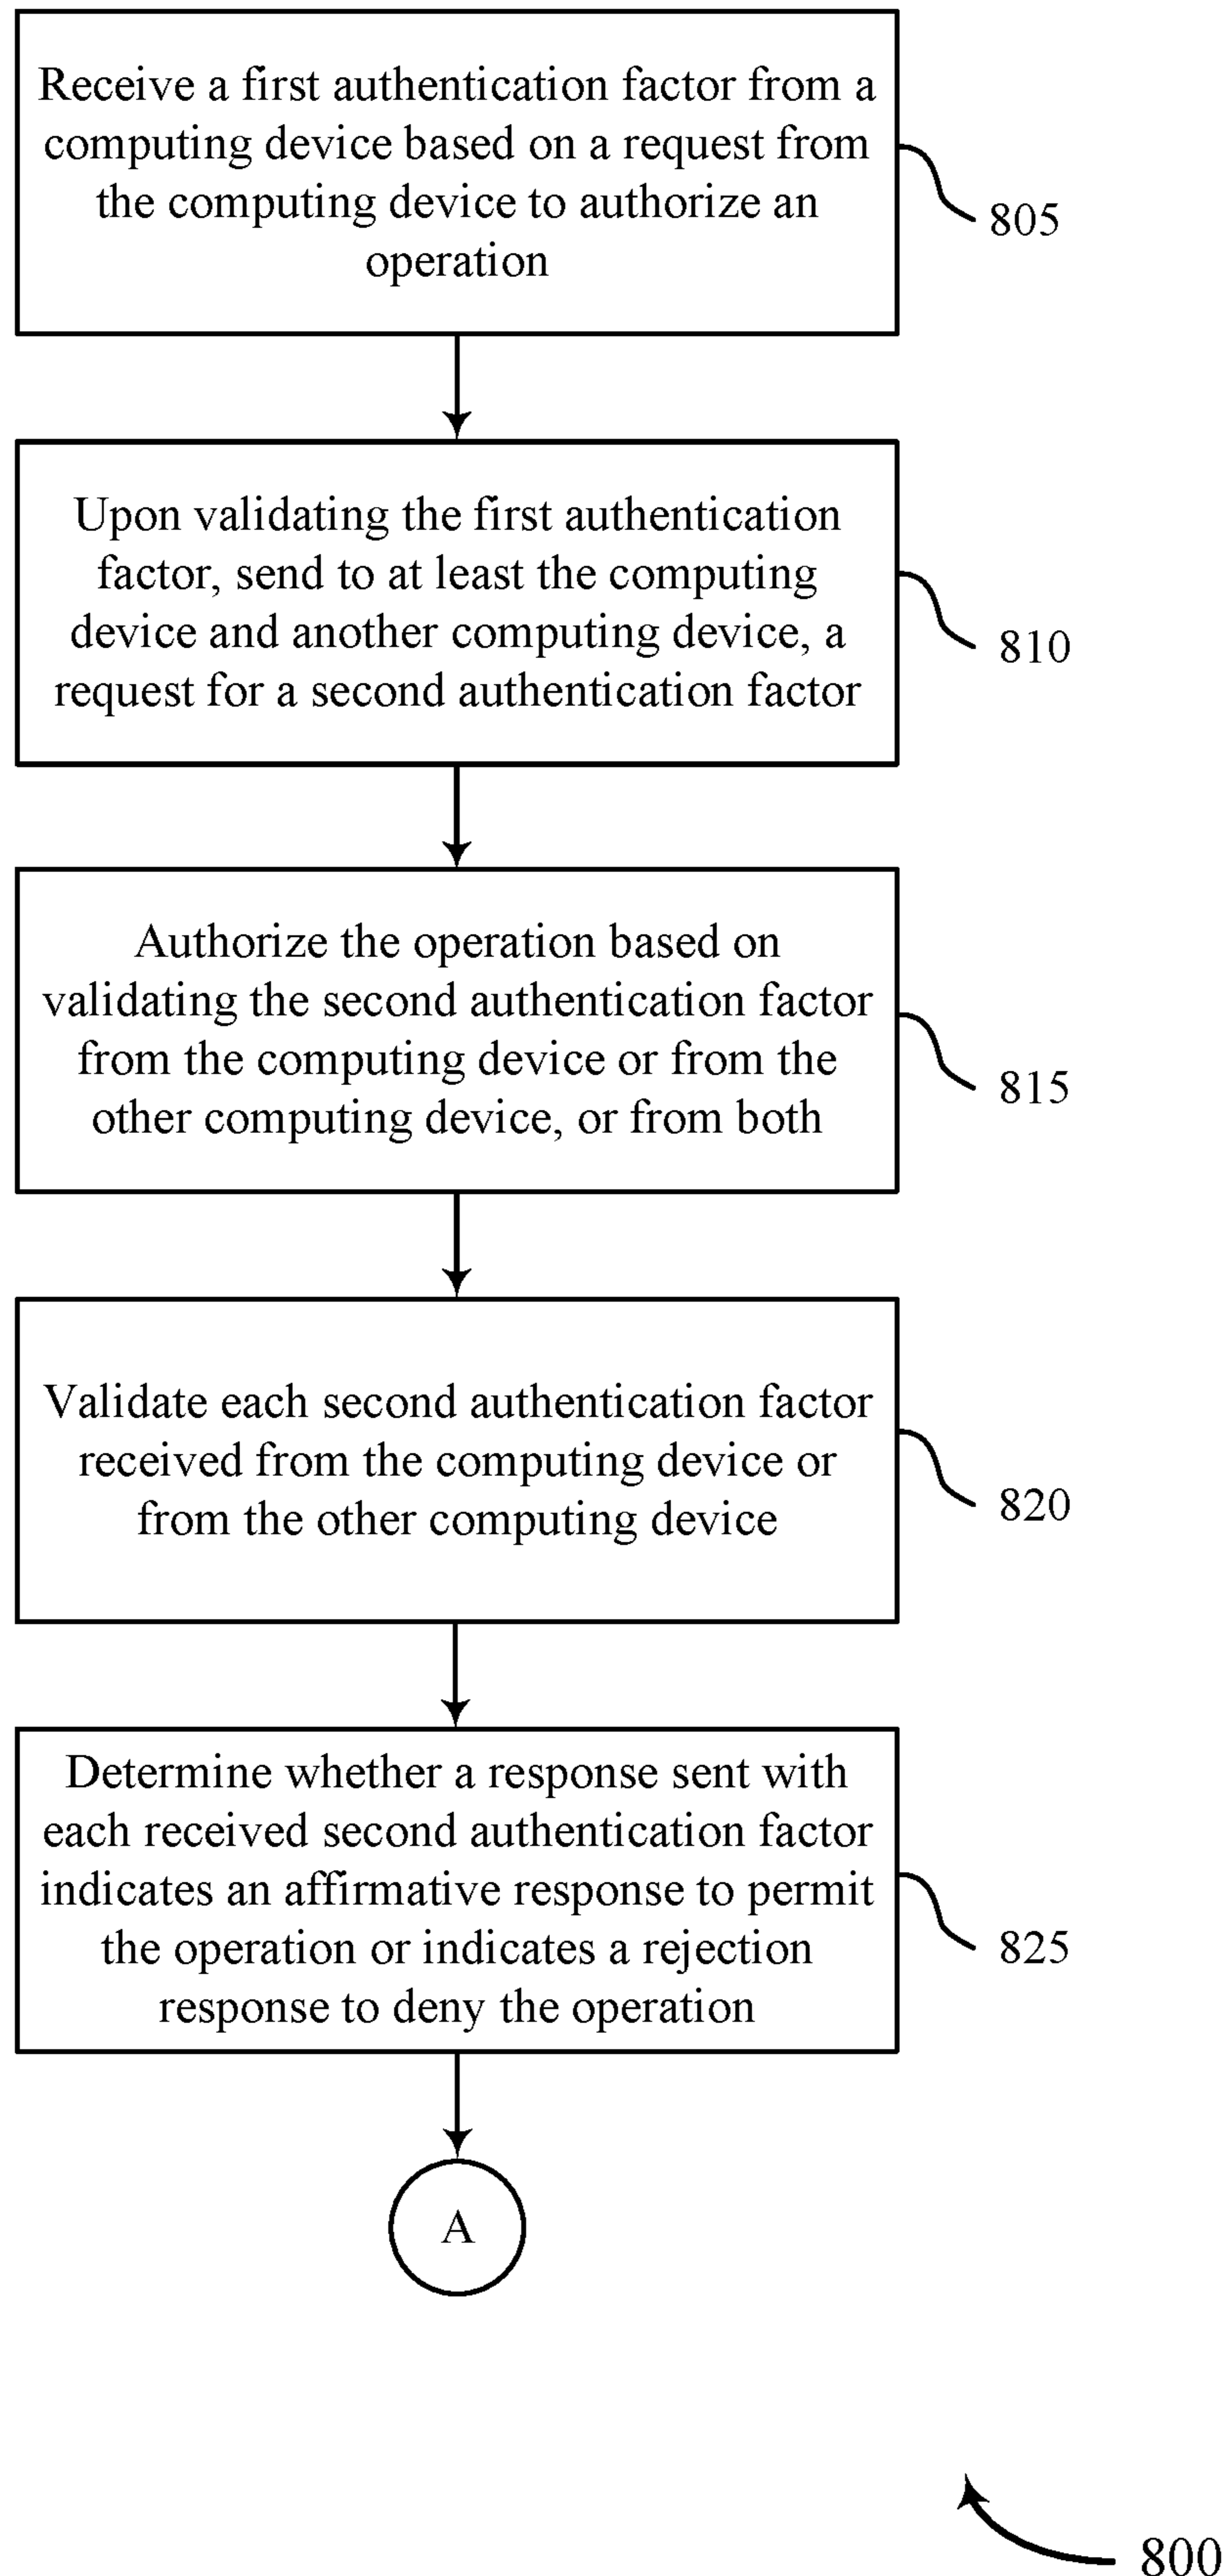 Receive a first authentication factor from a
computing device based on a request from
the computing device to authorize an
operation
805
Upon validating the first authentication
factor, send to at least the computing
device and another computing device, a
request for a second authentication factor
810
Authorize the operation based on
validating the second authentication factor
from the computing device or from the
other computing device, or from both
815
Validate each second authentication factor
received from the computing device or
from the other computing device
820
Determine whether a response sent with
each received second authentication factor
indicates an affirmative response to permit
the operation or indicates a rejection
response to deny the operation
825
A
800